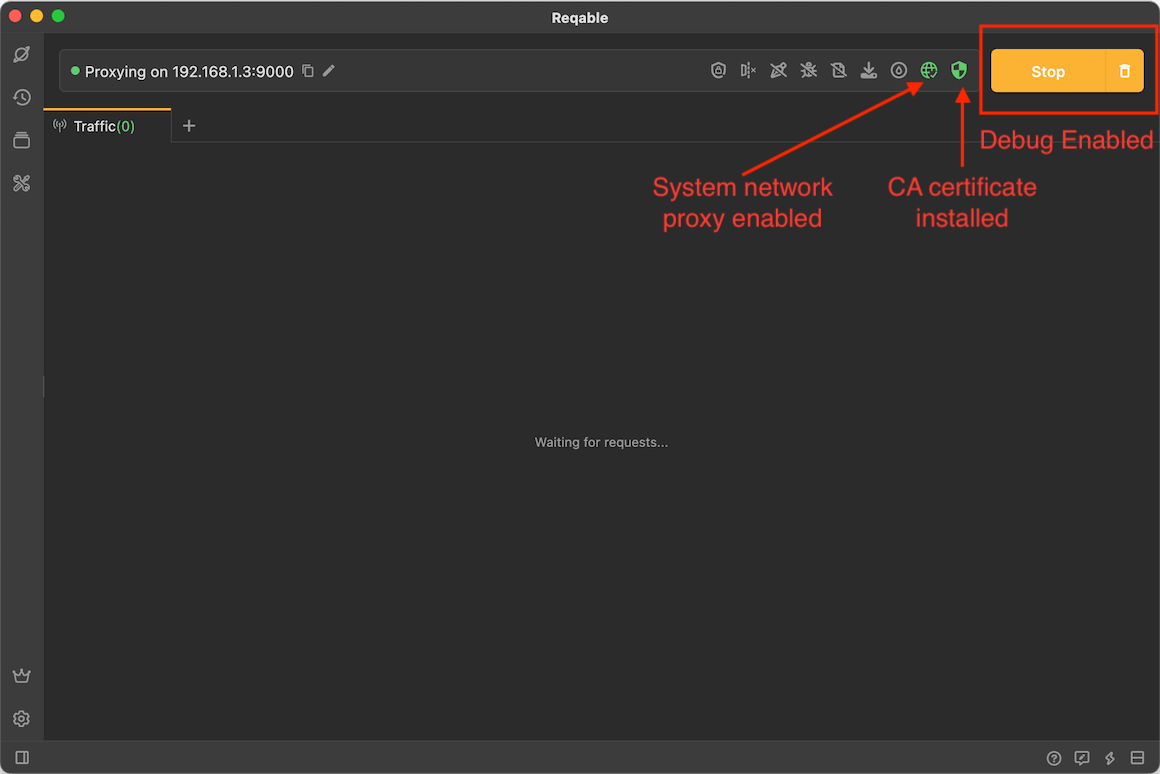 Reqable
Proxying on 192.168.1.3:9000
Stop
Traffic(0)
Debug Enabled
System network
proxy enabled
CA certificate
installed
Waiting for requests...